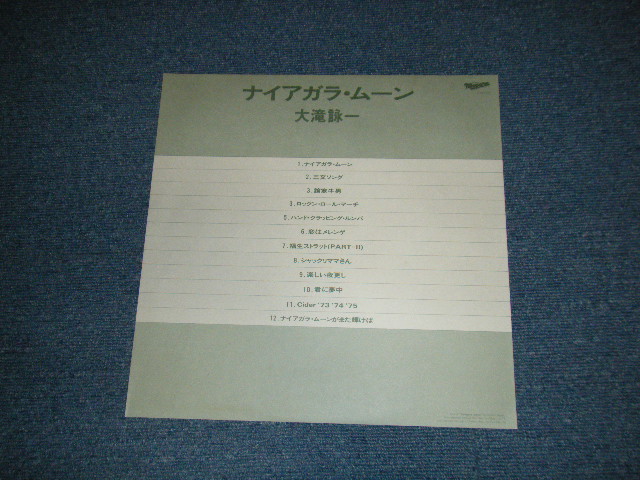 ナイアガラ・ムーン
大滝詠一
1. ナイアガラ・ムーン
2. 三文ソング
3. 論寒牛男
4. ロックン・ロール・マーチ
5. ハンド・クラッピング・ルンバ
6. 恋はメレンゲ
7. 福生ストラット(PART II)
8. シャックリママさん
9. 楽しい夜更し
10. 君に夢中
11. Cider '73 '74 '75
12. ナイアガラ・ムーンがまた輝けば